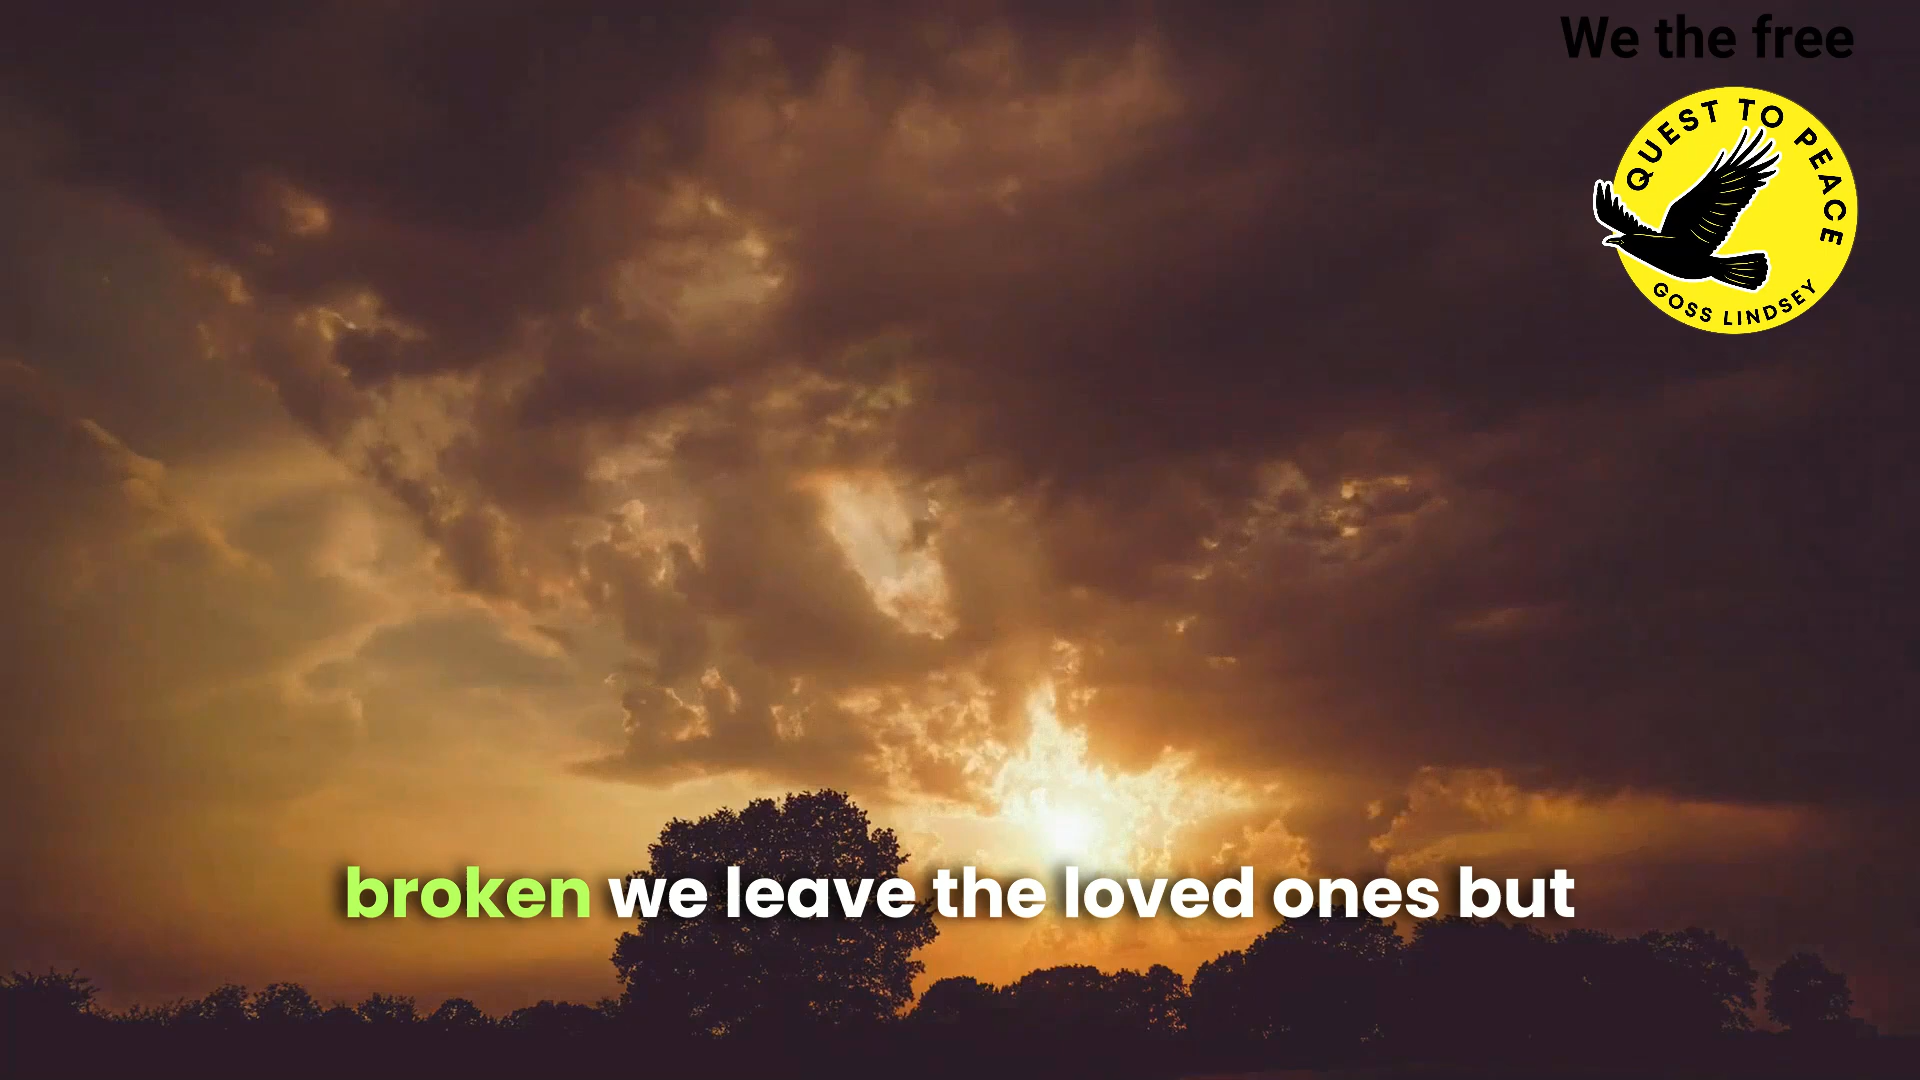 We the free
QUEST TO PEACE
GOSS LINDSEY
broken we leave the loved ones but